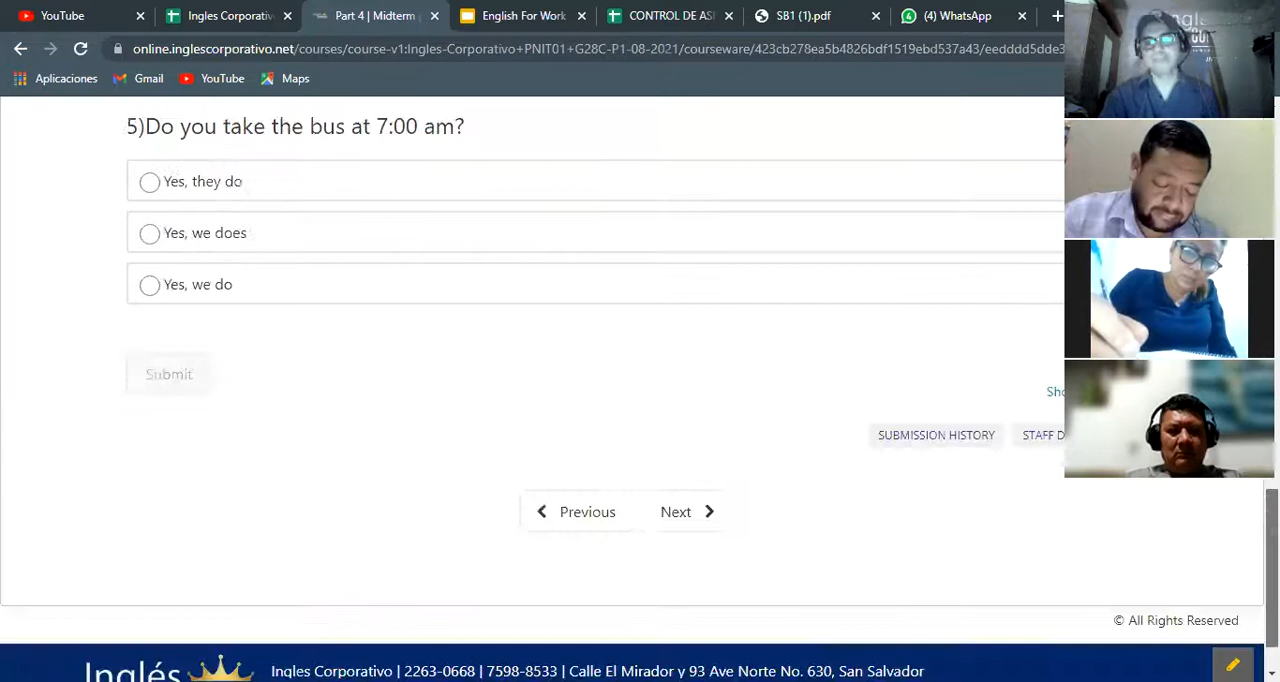 YouTube
Ingles Corporativ
Part 4 | Midterm
English For Work
CONTROL DE ASI
SB1 (1).pdf
(4) WhatsApp
online.inglescorporativo.net/courses/course-v1:Ingles-Corporativo+PNIT01+G28C-P1-08-2021/courseware/423cb278ea5b4826bdf1519ebd537a43/eedddd5dde3
Aplicaciones
Gmail
YouTube
Maps
5)Do you take the bus at 7:00 am?
Yes, they do
Yes, we does
Yes, we do
Submit
Sho
SUBMISSION HISTORY
STAFF D
Previous
Next
© All Rights Reserved
Inglés
Ingles Corporativo | 2263-0668 | 7598-8533 | Calle El Mirador y 93 Ave Norte No. 630, San Salvador